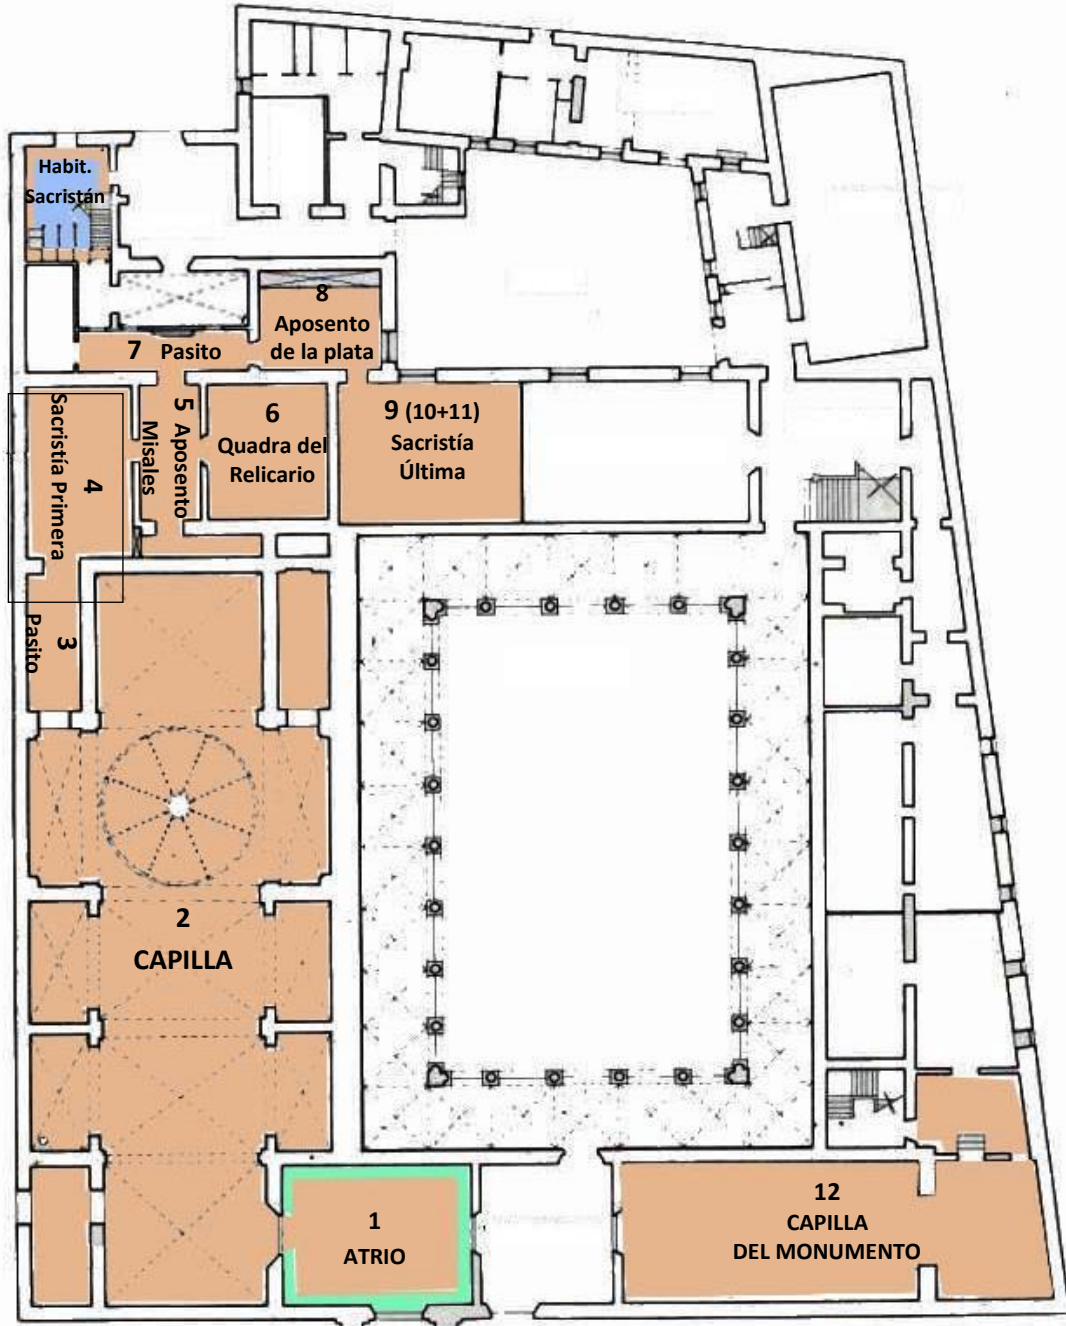 Habit.
Sacristán
8
Aposento
de la plata
7 Pasito
5 Aposento
Misales
6
Quadra del
Relicario
9 (10+11)
Sacristía
Última
4
Sacristía Primera
3
Pasito
2
CAPILLA
1
ATRIO
12
CAPILLA
DEL MONUMENTO